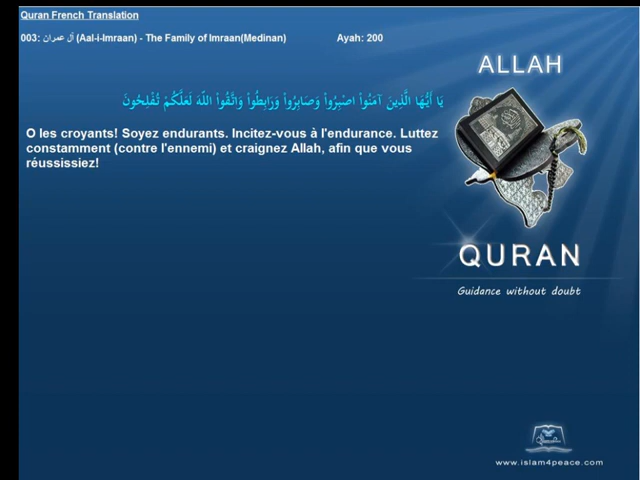 Quran French Translation
003: آل عمران (Aal-i-Imraan) - The Family of Imraan(Medinan) Ayah: 200
ALLAH
يَا أَيُّهَا الَّذِينَ آمَنُواْ اصْبِرُواْ وَصَابِرُواْ وَرَابِطُواْ وَاتَّقُواْ اللّهَ لَعَلَّكُمْ تُفْلِحُونَ
O les croyants! Soyez endurants. Incitez-vous à l'endurance. Luttez
constamment (contre l'ennemi) et craignez Allah, afin que vous
réussissiez!
QURAN
Guidance without doubt
www.islam4peace.com